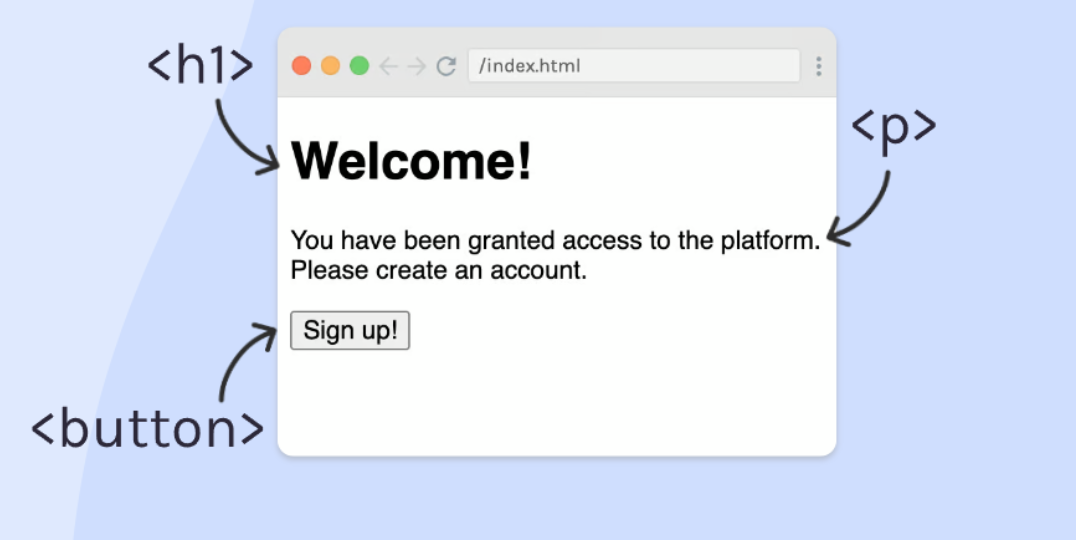 <h1>
/index.html
Welcome!
<p>
You have been granted access to the platform.
Please create an account.
Sign up!
<button>